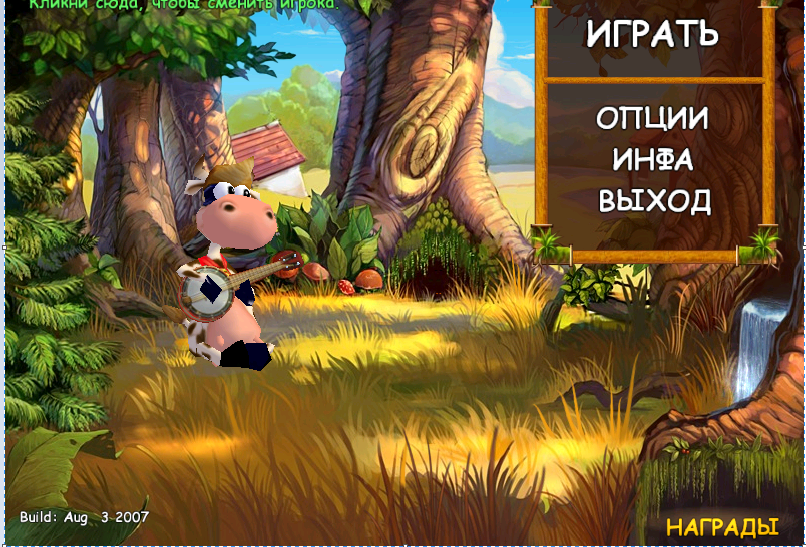 Кликни сюда, чтобы сменить игрока.
ИГРАТЬ
ОПЦИИ
ИНФА
ВЫХОД
Build: Aug 3 2007
НАГРАДЫ